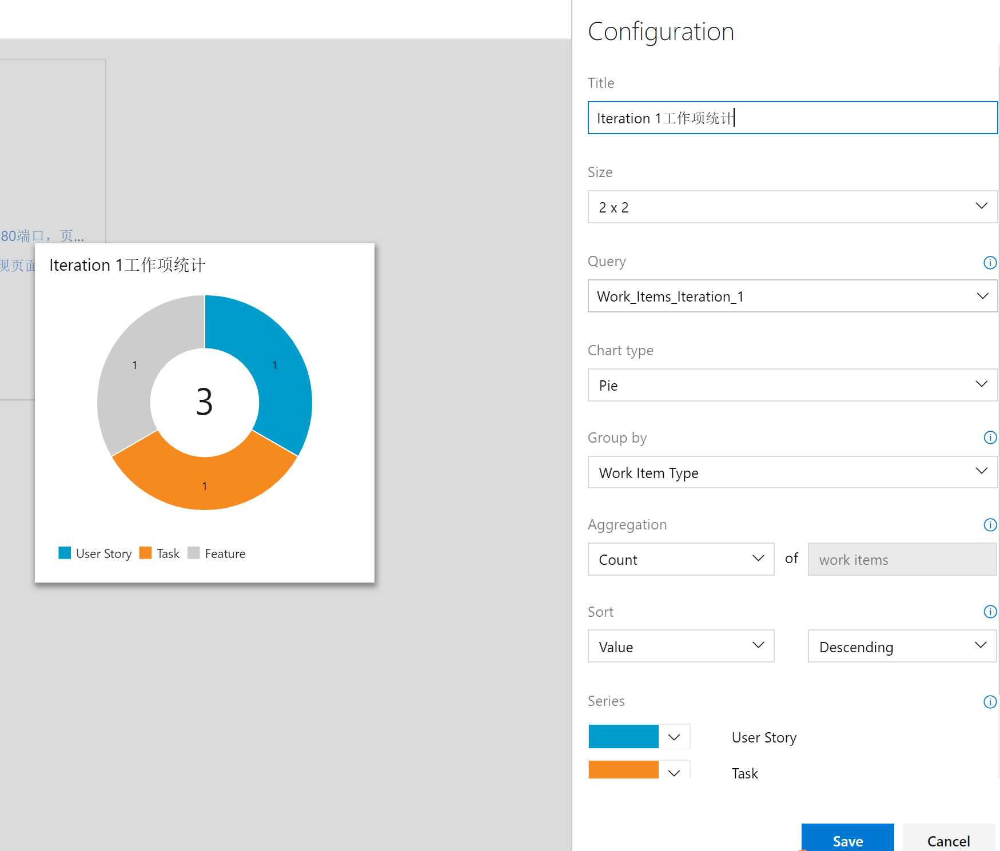 80端口，页...
现页面
Iteration 1工作项统计
1
1
3
1
User Story Task Feature
Configuration
Title
Iteration 1工作项统计
Size
2 x 2
Query
Work_Items_Iteration_1
Chart type
Pie
Group by
Work Item Type
Aggregation
Count of work items
Sort
Value Descending
Series
User Story
Task
Save Cancel